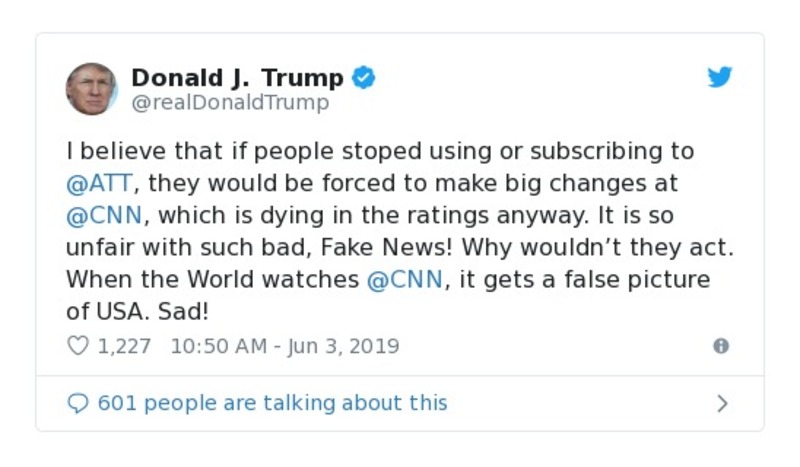 Donald J. Trump
@realDonaldTrump
I believe that if people stoped using or subscribing to
@ATT, they would be forced to make big changes at
@CNN, which is dying in the ratings anyway. It is so
unfair with such bad, Fake News! Why wouldn’t they act.
When the World watches @CNN, it gets a false picture
of USA. Sad!
1,227 10:50 AM - Jun 3, 2019
601 people are talking about this